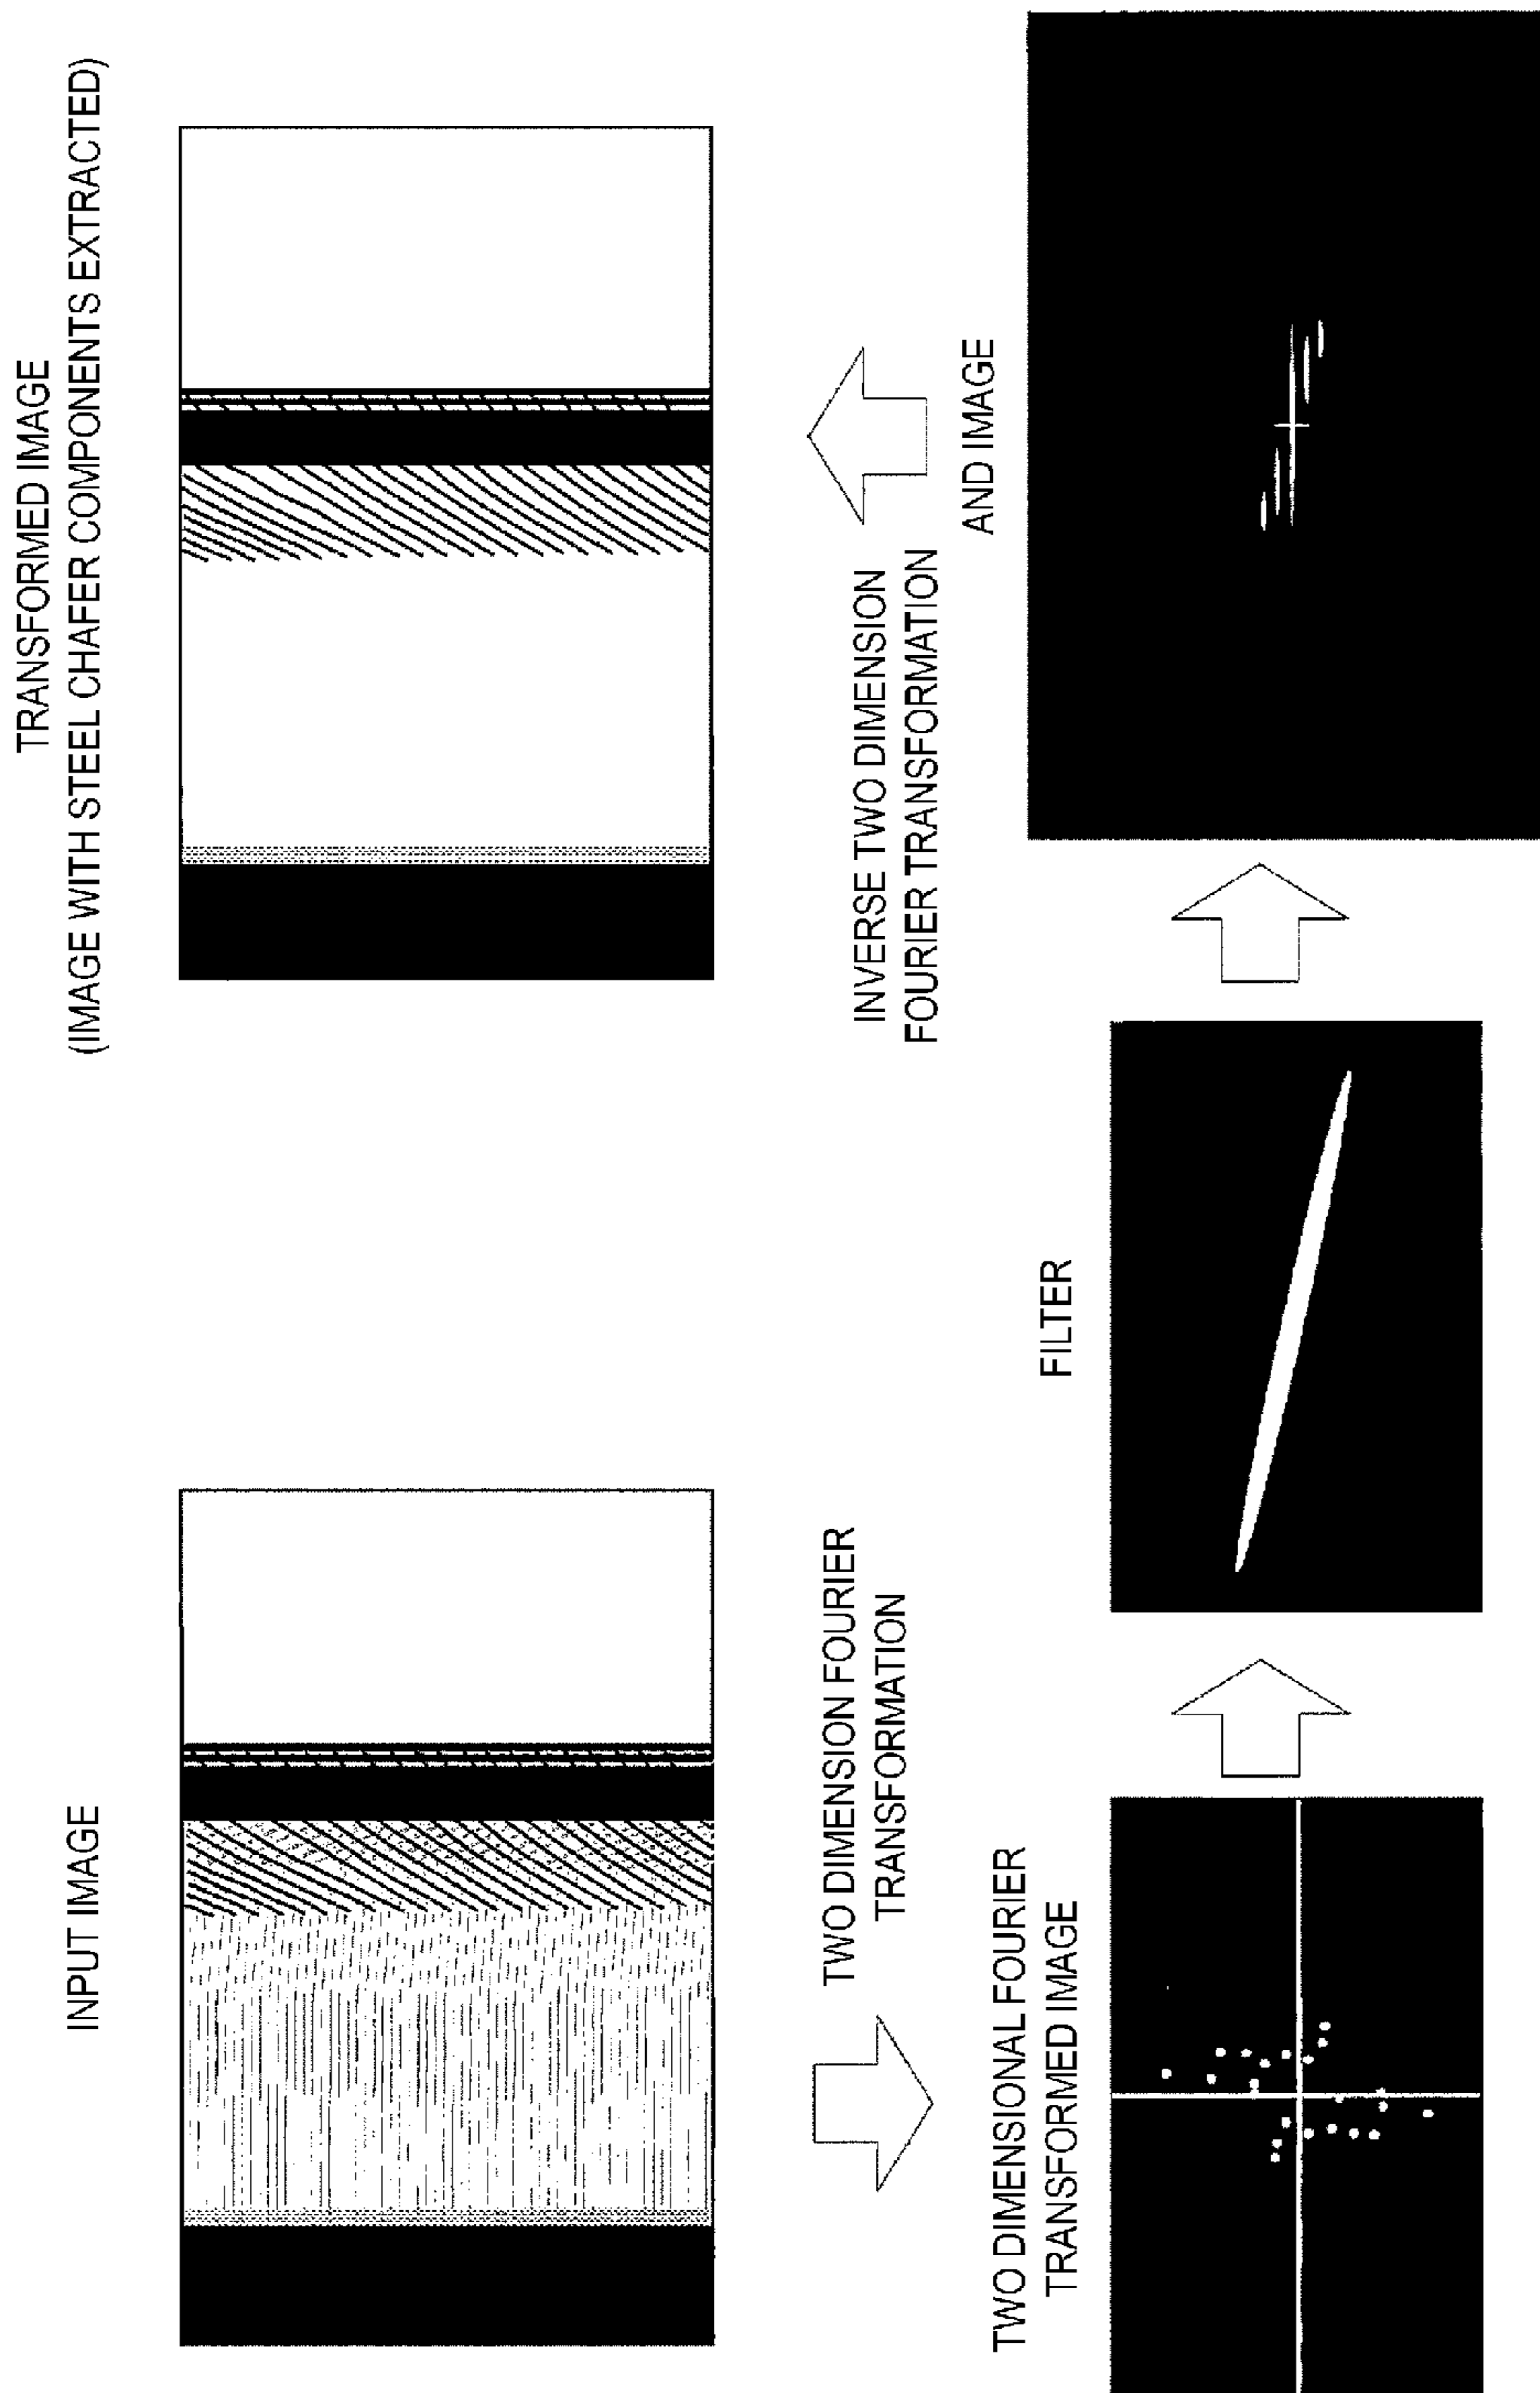 INPUT IMAGE
TWO DIMENSION FOURIER
TRANSFORMATION
TWO DIMENSIONAL FOURIER
TRANSFORMED IMAGE
FILTER
AND IMAGE
INVERSE TWO DIMENSION
FOURIER TRANSFORMATION
TRANSFORMED IMAGE
(IMAGE WITH STEEL CHAFER COMPONENTS EXTRACTED)